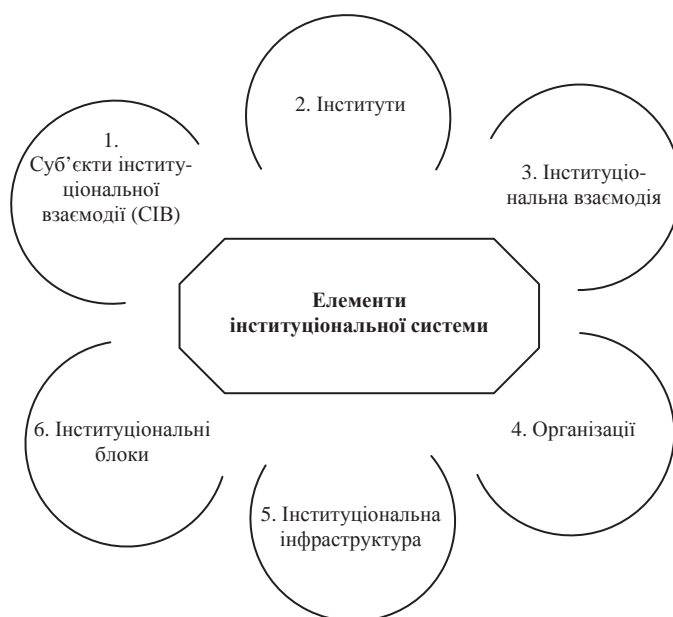 1.
Суб’єкти інститу-
ціональної
взаємодії (СІВ)
2. Інститути
3. Інституціо-
нальна взаємодія
Елементи
інституціональної системи
4. Організації
5. Інституціональна
інфраструктура
6. Інституціональні
блоки